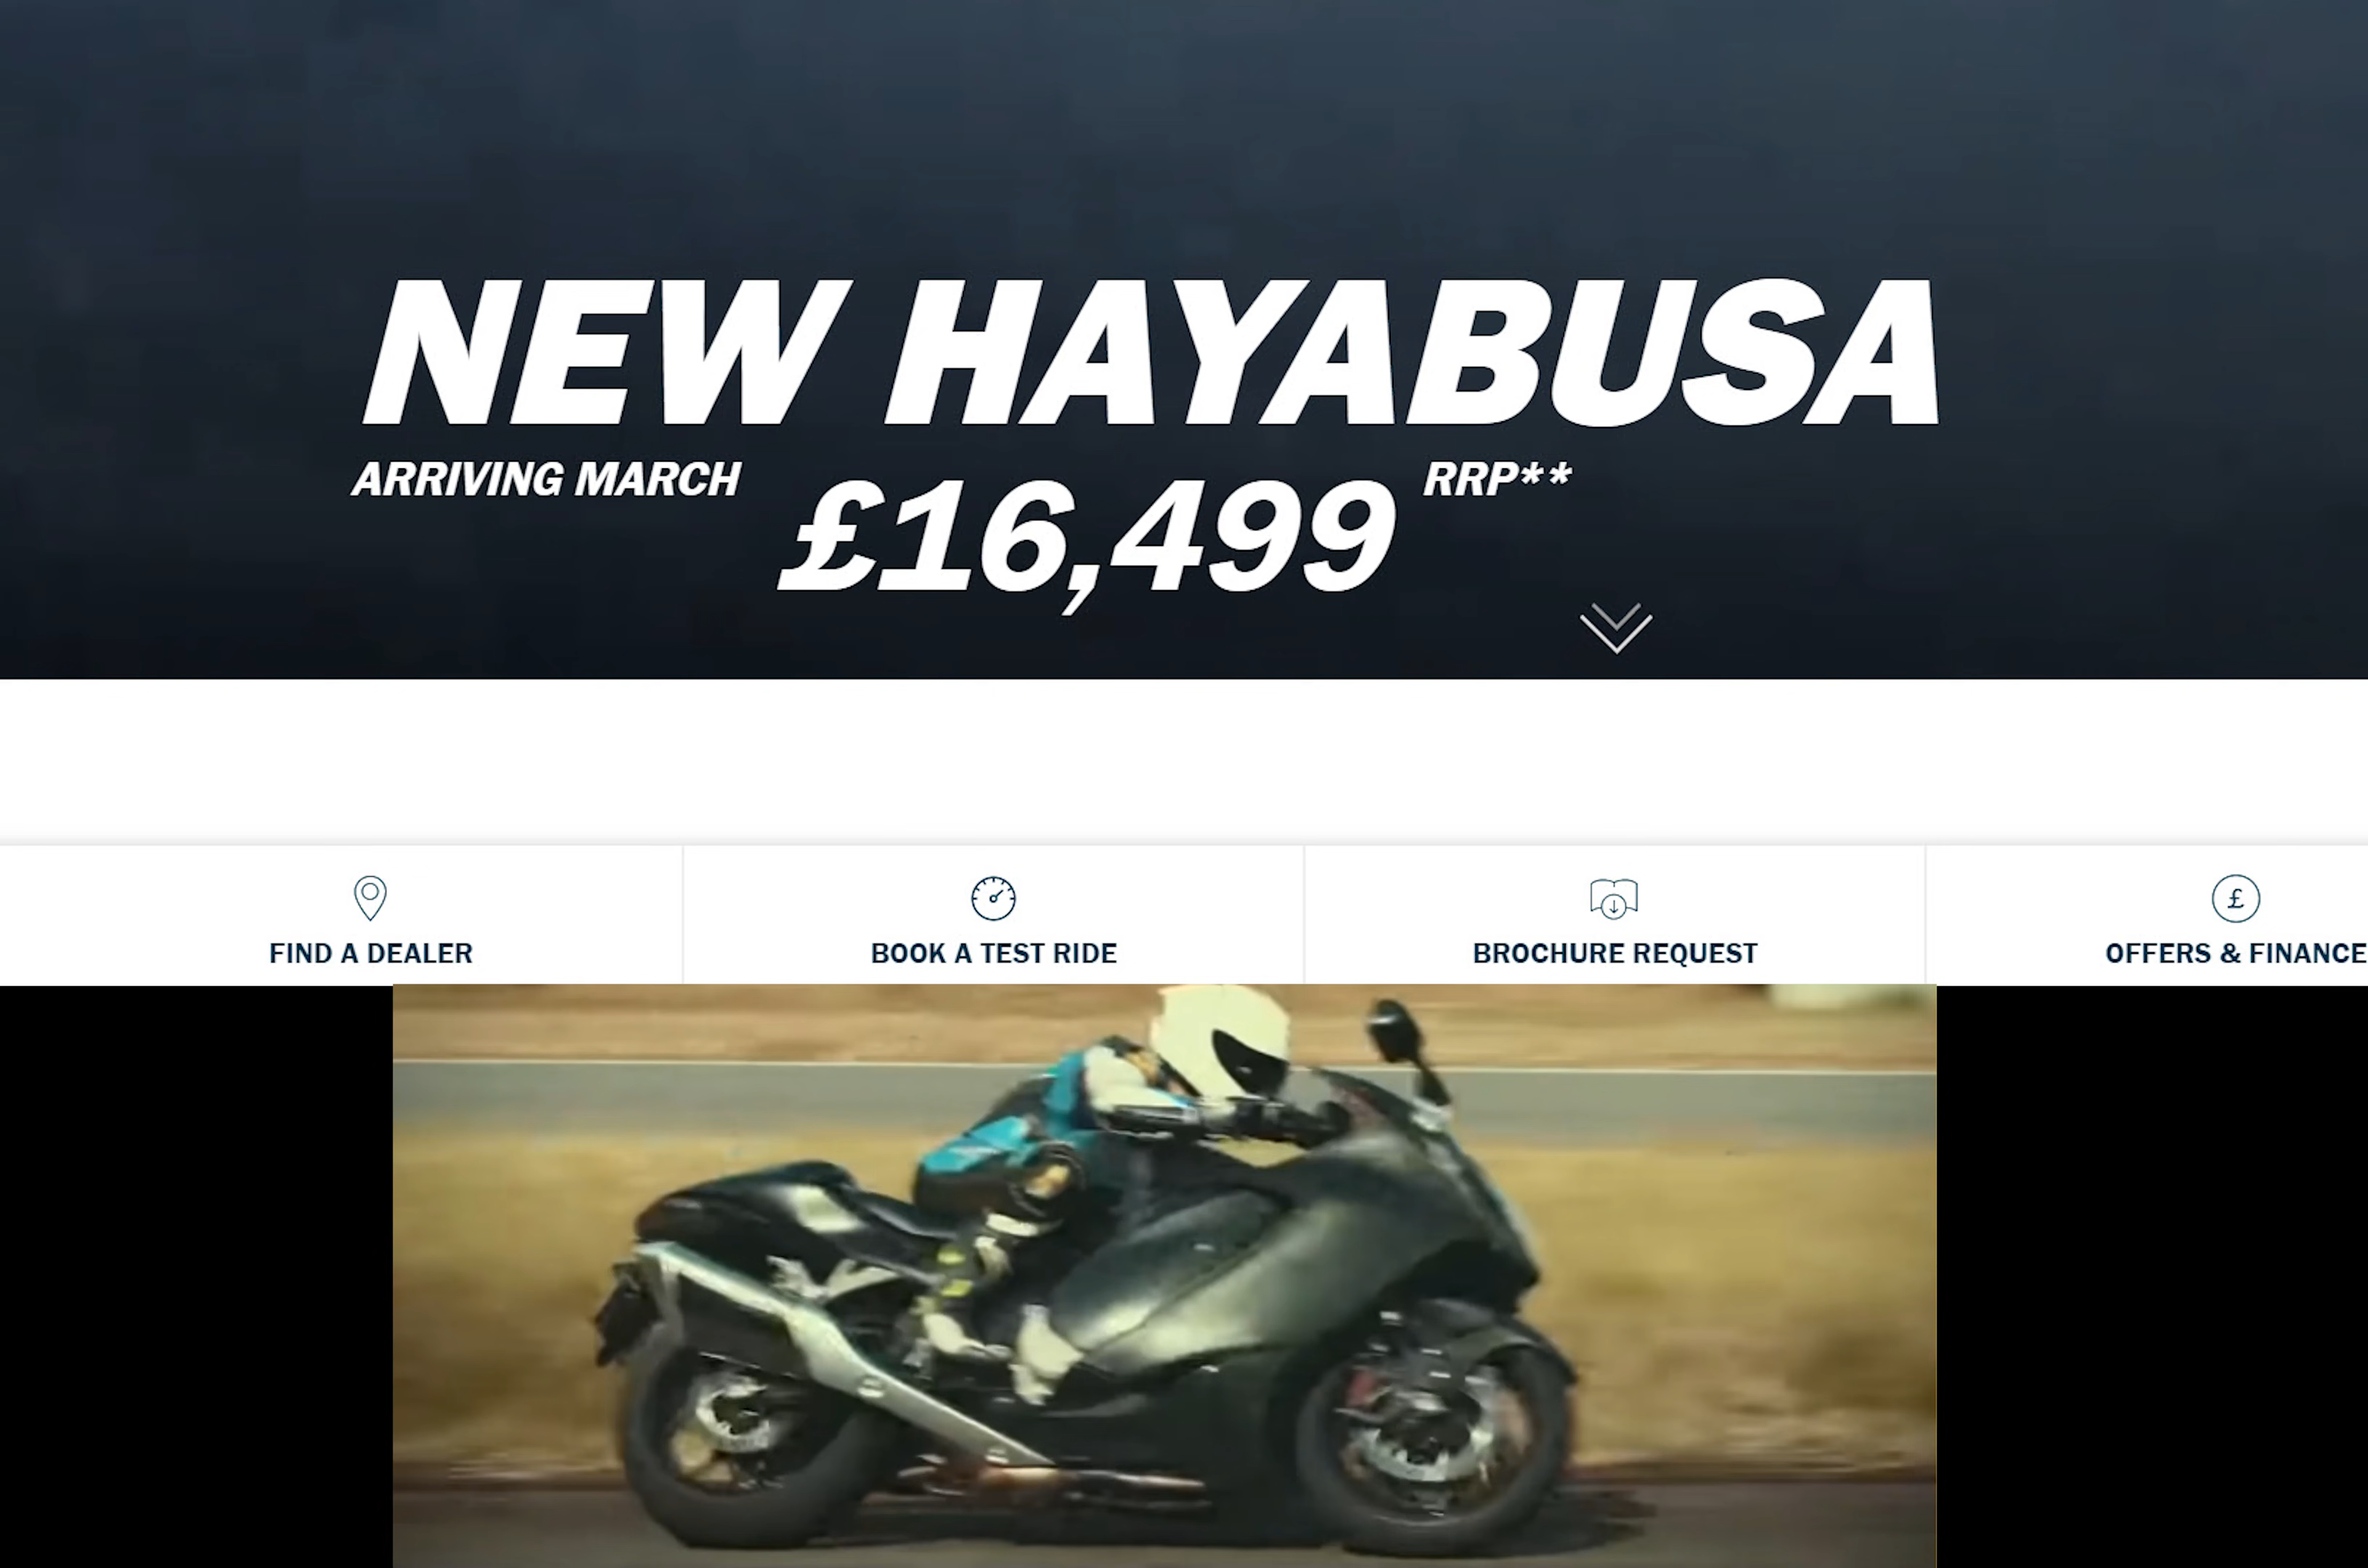 NEW HAYABUSA
ARRIVING MARCH £16,499 RRP**
FIND A DEALER
BOOK A TEST RIDE
BROCHURE REQUEST
£
OFFERS & FINANCE